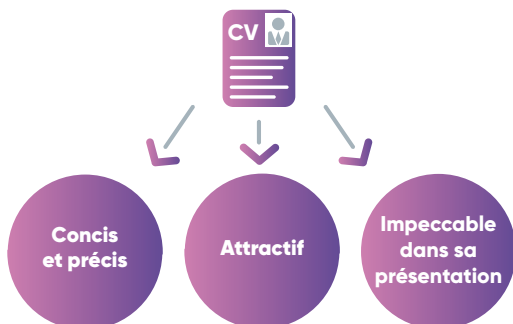 CV
Concis
et précis
Attractif
Impeccable
dans sa
présentation